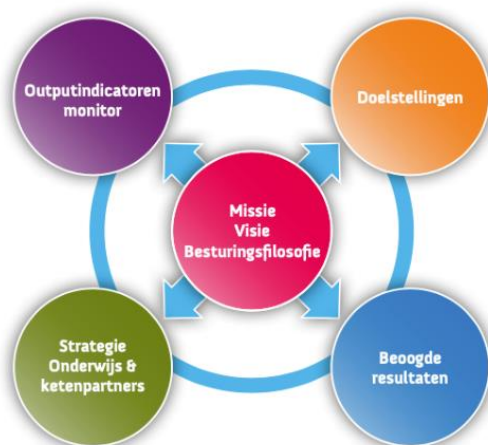 Outputindicatoren
monitor
Doelstellingen
Missie
Visie
Besturingsfilosofie
Strategie
Onderwijs &
ketenpartners
Beoogde
resultaten